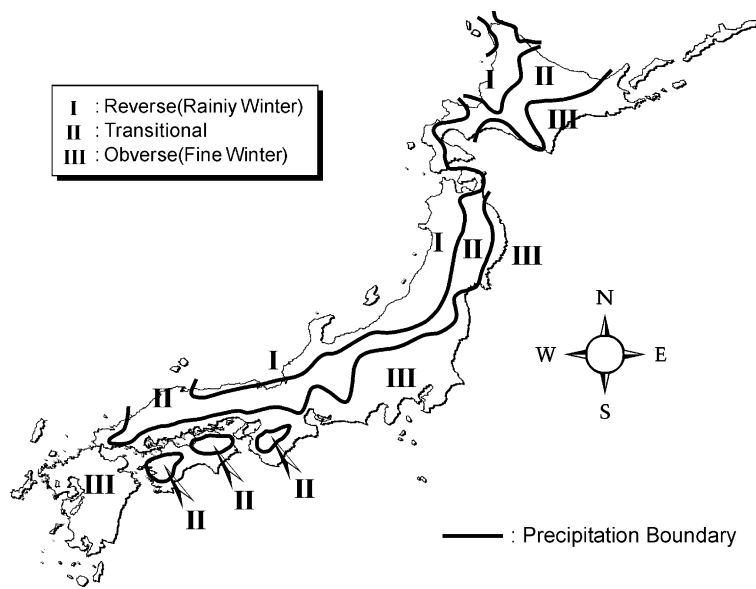 I : Reverse(Rainiy Winter)
II : Transitional
III : Obverse(Fine Winter)
I
II
III
I
II
III
N
W
E
S
I
II
III
III
II
II
II
: Precipitation Boundary